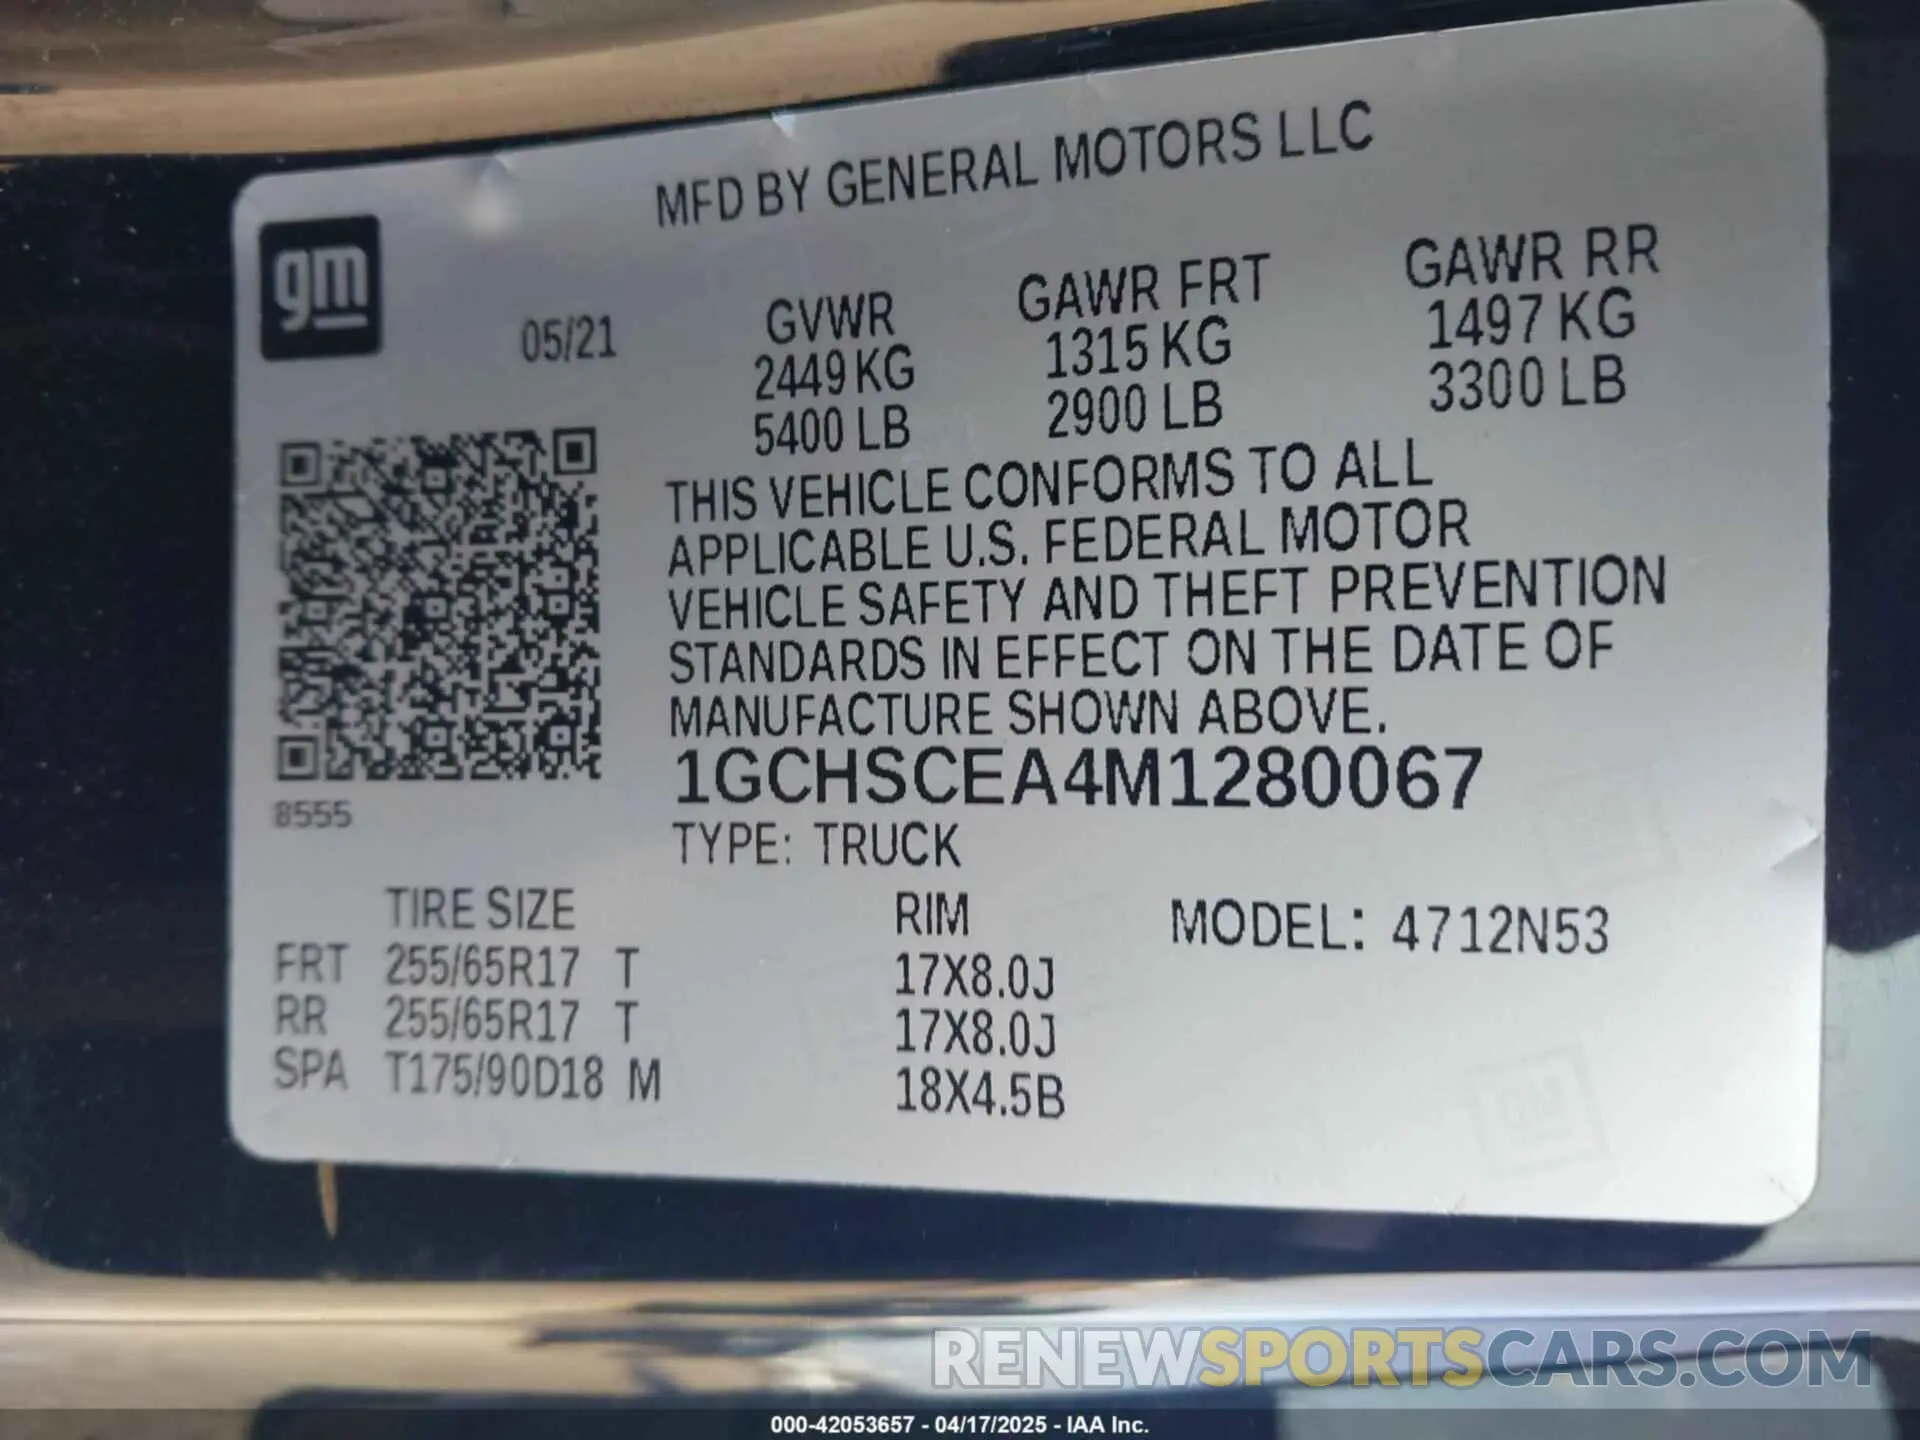 MFD BY GENERAL MOTORS LLC
gm
05/21
GVWR
2449 KG
5400 LB
GAWR FRT
1315 KG
2900 LB
GAWR RR
1497 KG
3300 LB
THIS VEHICLE CONFORMS TO ALL
APPLICABLE U.S. FEDERAL MOTOR
VEHICLE SAFETY AND THEFT PREVENTION
STANDARDS IN EFFECT ON THE DATE OF
MANUFACTURE SHOWN ABOVE.
1GCHSCEA4M1280067
8555
TYPE: TRUCK
TIRE SIZE RIM MODEL: 4712N53
FRT 255/65R17 T 17X8.0J
RR 255/65R17 T 17X8.0J
SPA T175/90D18 M 18X4.5B
GM
RENEWSPORTSCARS.COM
000-42053657 - 04/17/2025 - IAA Inc.